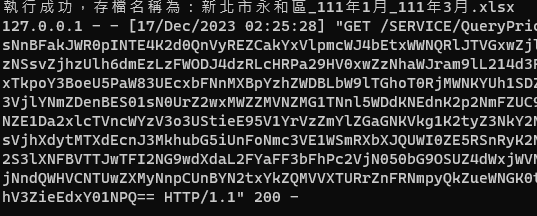 執行成功，存檔名稱為：新北市永和區_111年1月_111年3月.xlsx
127.0.0.1 - - [17/Dec/2023 02:25:28] "GET /SERVICE/QueryPric
sNnBFakJWR0pINTE4K2d0QnVyREZCakYxVlpmcWJ4bEtxWWNQRlJTVGxwZjl
zNSsvZjhzUlh6dmEzLzFWODJ4dzRLcHRPa29HV0xwZzNhaWJram9lL214d3F
xTkpoY3BoeU5PaW83UEcxbFNnMXBpYzhZWDBLbW9lTGhoT0RjMWNKYUh1SDZ
3VjlYNmZDenBES01sN0UrZ2wxMWZZMVNZMG1TNnl5WDdKNEdnK2p2NmFZUC9
NZE1Da2xlcTVncWYzV3o3UStieE95V1YrVzZmYlZGaGNKVkg1K2tyZ3NkY2N
sVjhXdytMTXdEcnJ3MkhubG5iUnFoNmc3VE1WSmRXbXJQUWI0ZE5RSnRyK2N
2S3lXNFBVTTJwTFI2NG9wdXdaL2FYaFF3bFhPc2VjN050bG9OSUZ4dWxjWVN
jNndQWHVCNTUwZXMyNnpCUnBYN2txYkZQMVVXTURrZnFRNmpyQkZueWNGK0t
hV3ZieEdxY01NPQ== HTTP/1.1" 200 -